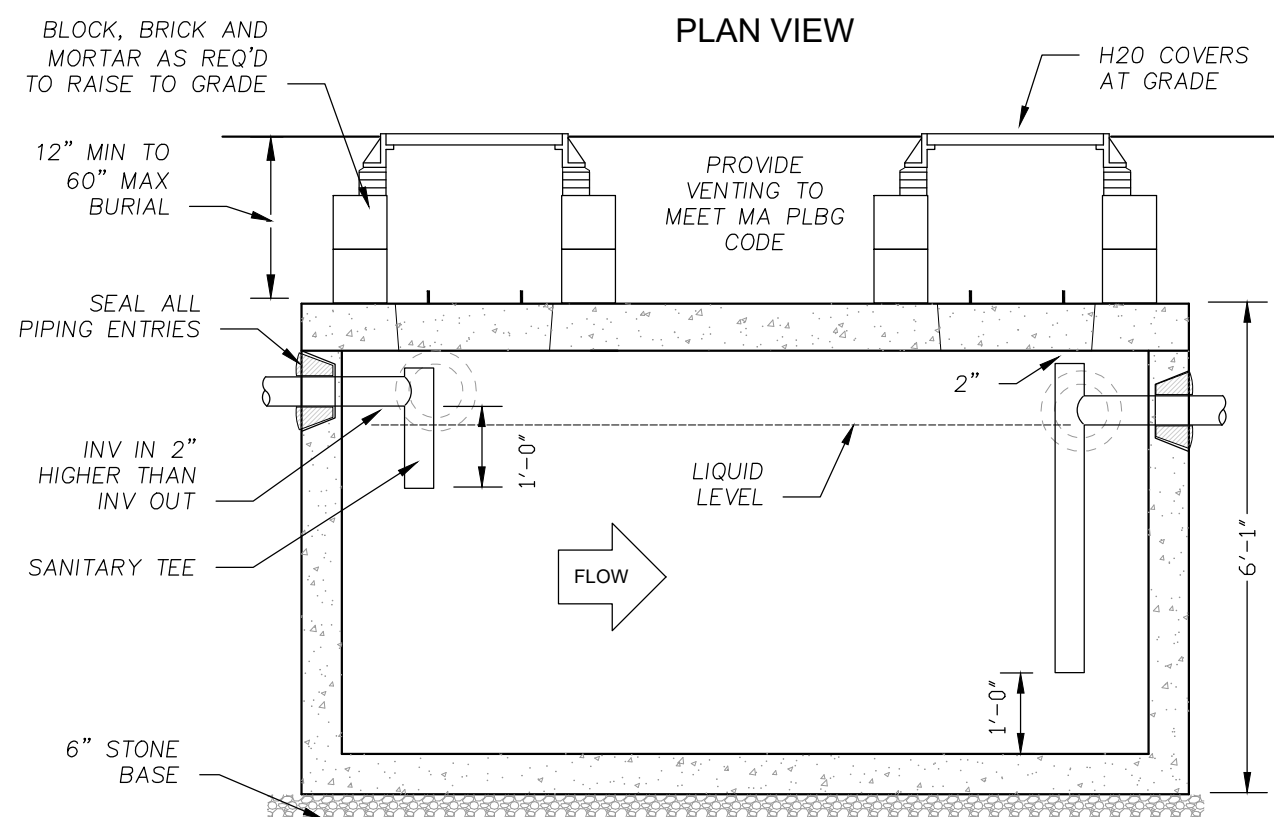 PLAN VIEW
BLOCK, BRICK AND
MORTAR AS REQ'D
TO RAISE TO GRADE
H20 COVERS
AT GRADE
12" MIN TO
60" MAX
BURIAL
PROVIDE
VENTING TO
MEET MA PLBG
CODE
SEAL ALL
PIPING ENTRIES
2"
INV IN 2"
HIGHER THAN
INV OUT
1'-0"
LIQUID
LEVEL
SANITARY TEE
FLOW
6'-1"
1'-0"
6" STONE
BASE